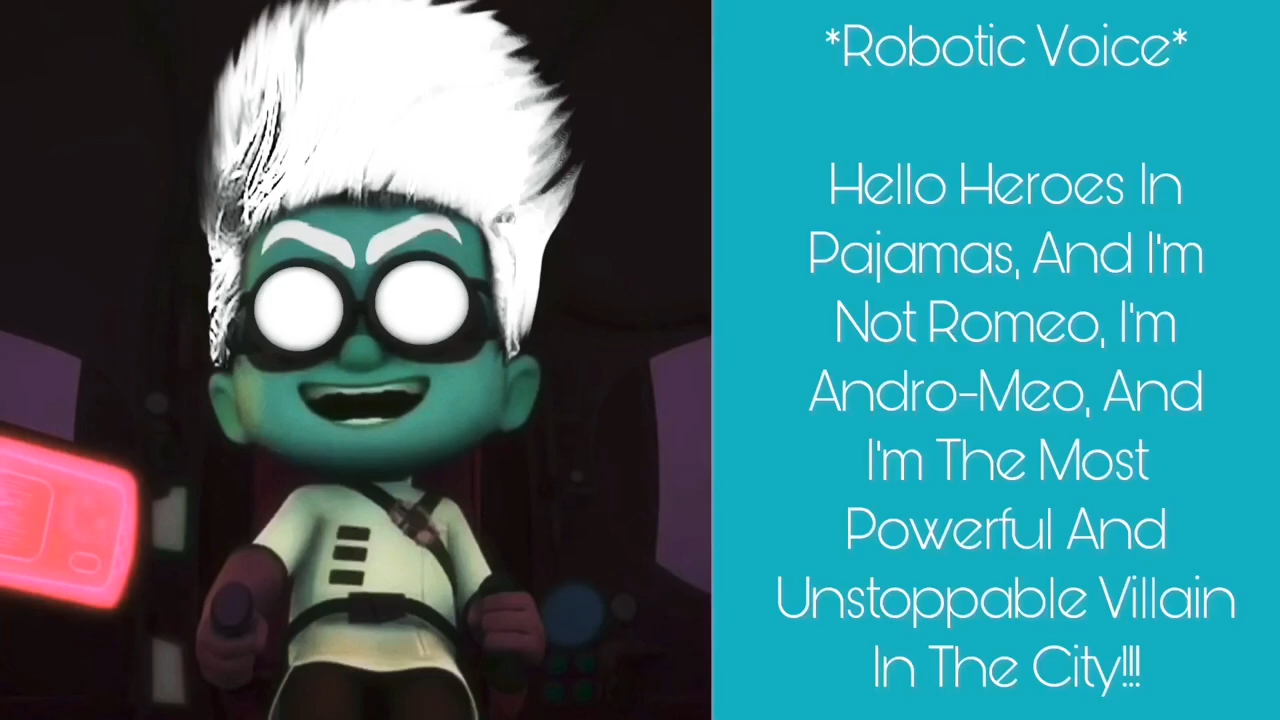 *Robotic Voice*
Hello Heroes In
Pajamas, And I'm
Not Romeo, I'm
Andro-Meo, And
I'm The Most
Powerful And
Unstoppable Villain
In The City!!!